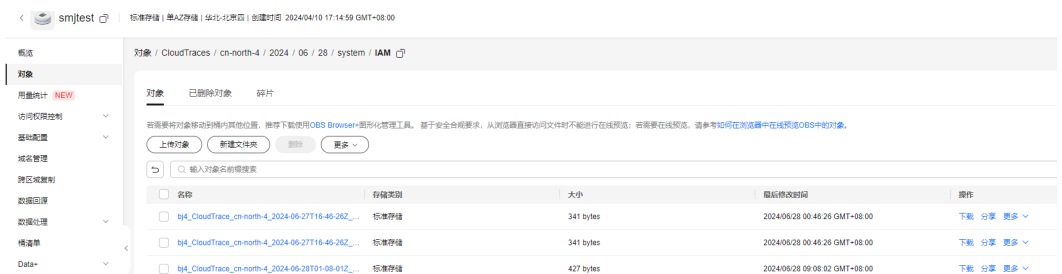 smjtest 标准存储 | 单AZ存储 | 华北-北京四 | 创建时间 2024/04/10 17:14:59 GMT+08:00
概览
对象
用量统计 NEW
访问权限控制
基础配置
域名管理
跨区域复制
数据回源
数据处理
桶清单
Data+
对象 / CloudTraces / cn-north-4 / 2024 / 06 / 28 / system / IAM
对象 已删除对象 碎片
若需要将对象移动到桶内其他位置，推荐下载使用OBS Browser+图形化管理工具。 基于安全合规要求，从浏览器直接访问文件时不能进行在线预览；若需要在线预览，请参考如何在浏览器中在线预览OBS中的对象。
上传对象 新建文件夹 删除 更多
输入对象名前缀搜索
名称 存储类别 大小 最后修改时间 操作
bj4_CloudTrace_cn-north-4_2024-06-27T16-46-26Z_... 标准存储 341 bytes 2024/06/28 00:46:26 GMT+08:00 下载 分享 更多
bj4_CloudTrace_cn-north-4_2024-06-27T16-46-26Z_... 标准存储 341 bytes 2024/06/28 00:46:26 GMT+08:00 下载 分享 更多
bj4_CloudTrace_cn-north-4_2024-06-28T01-08-01Z_... 标准存储 427 bytes 2024/06/28 09:08:02 GMT+08:00 下载 分享 更多